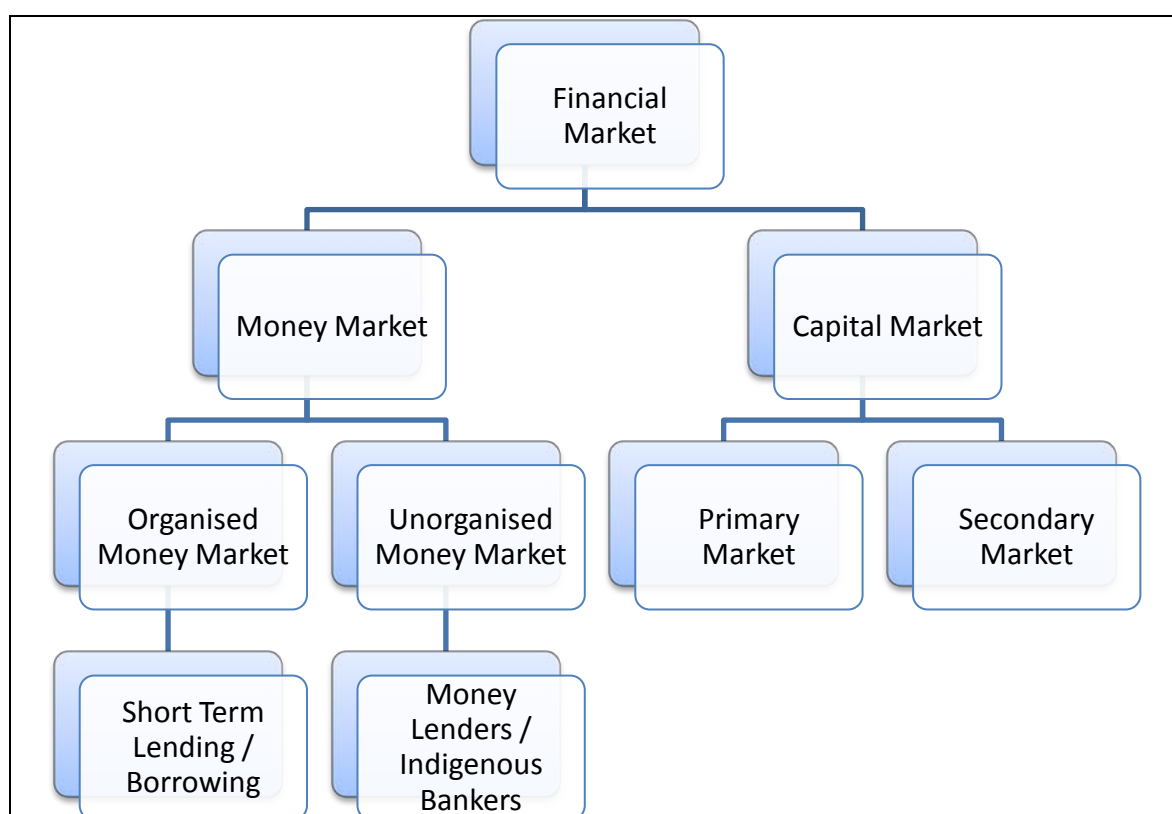 Financial
Market
Money Market
Capital Market
Organised
Money Market
Unorganised
Money Market
Primary
Market
Secondary
Market
Short Term
Lending /
Borrowing
Money
Lenders /
Indigenous
Bankers